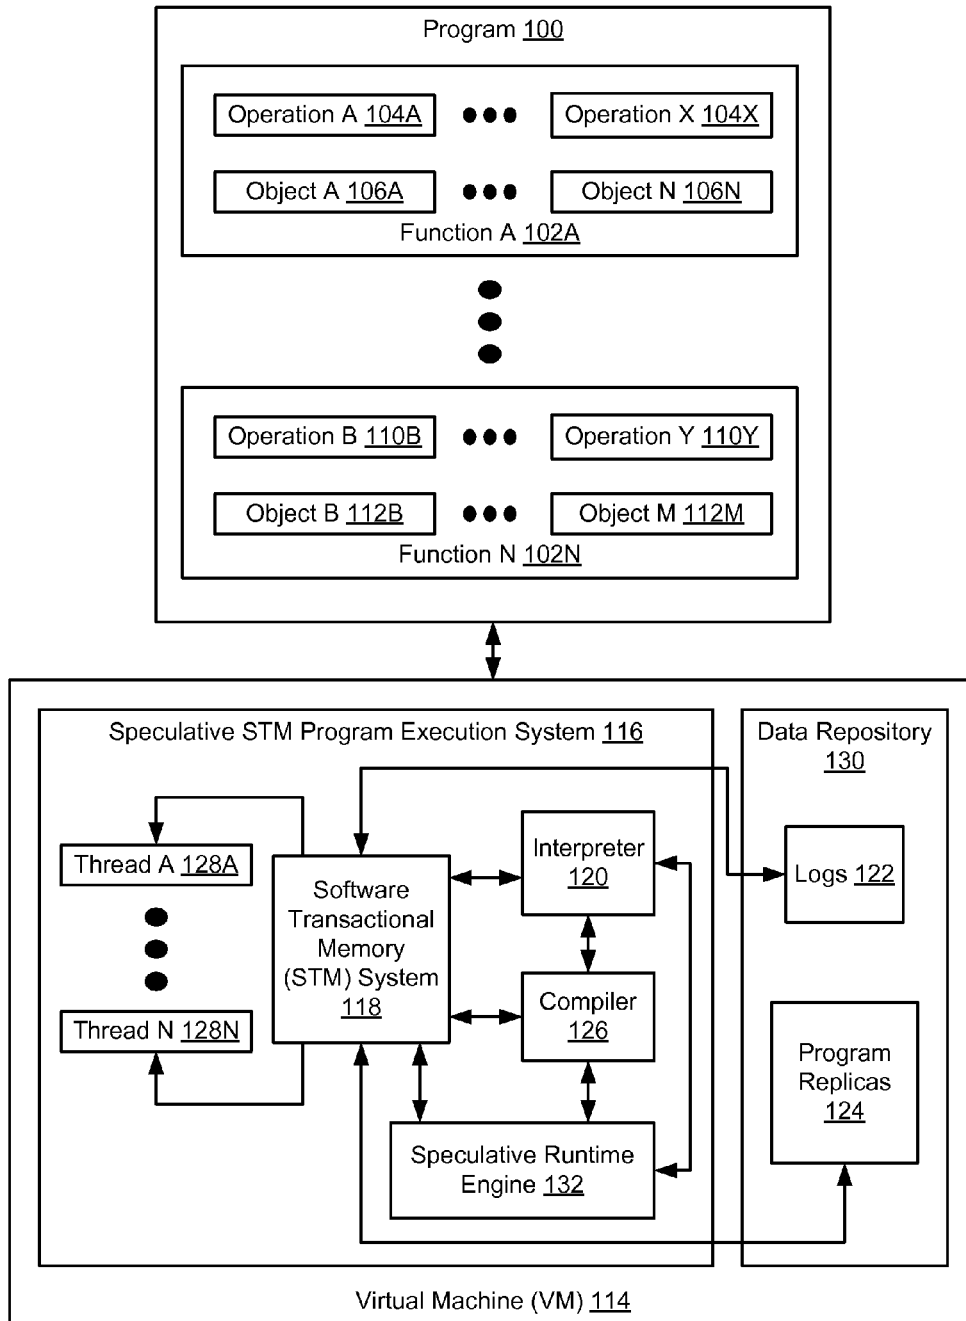 Program 100
Operation A 104A
Operation X 104X
Object A 106A
Object N 106N
Function A 102A
Operation B 110B
Operation Y 110Y
Object B 112B
Object M 112M
Function N 102N
Speculative STM Program Execution System 116
Data Repository
130
Thread A 128A
Thread N 128N
Software
Transactional
Memory
(STM) System
118
Interpreter
120
Compiler
126
Speculative Runtime
Engine 132
Logs 122
Program
Replicas
124
Virtual Machine (VM) 114